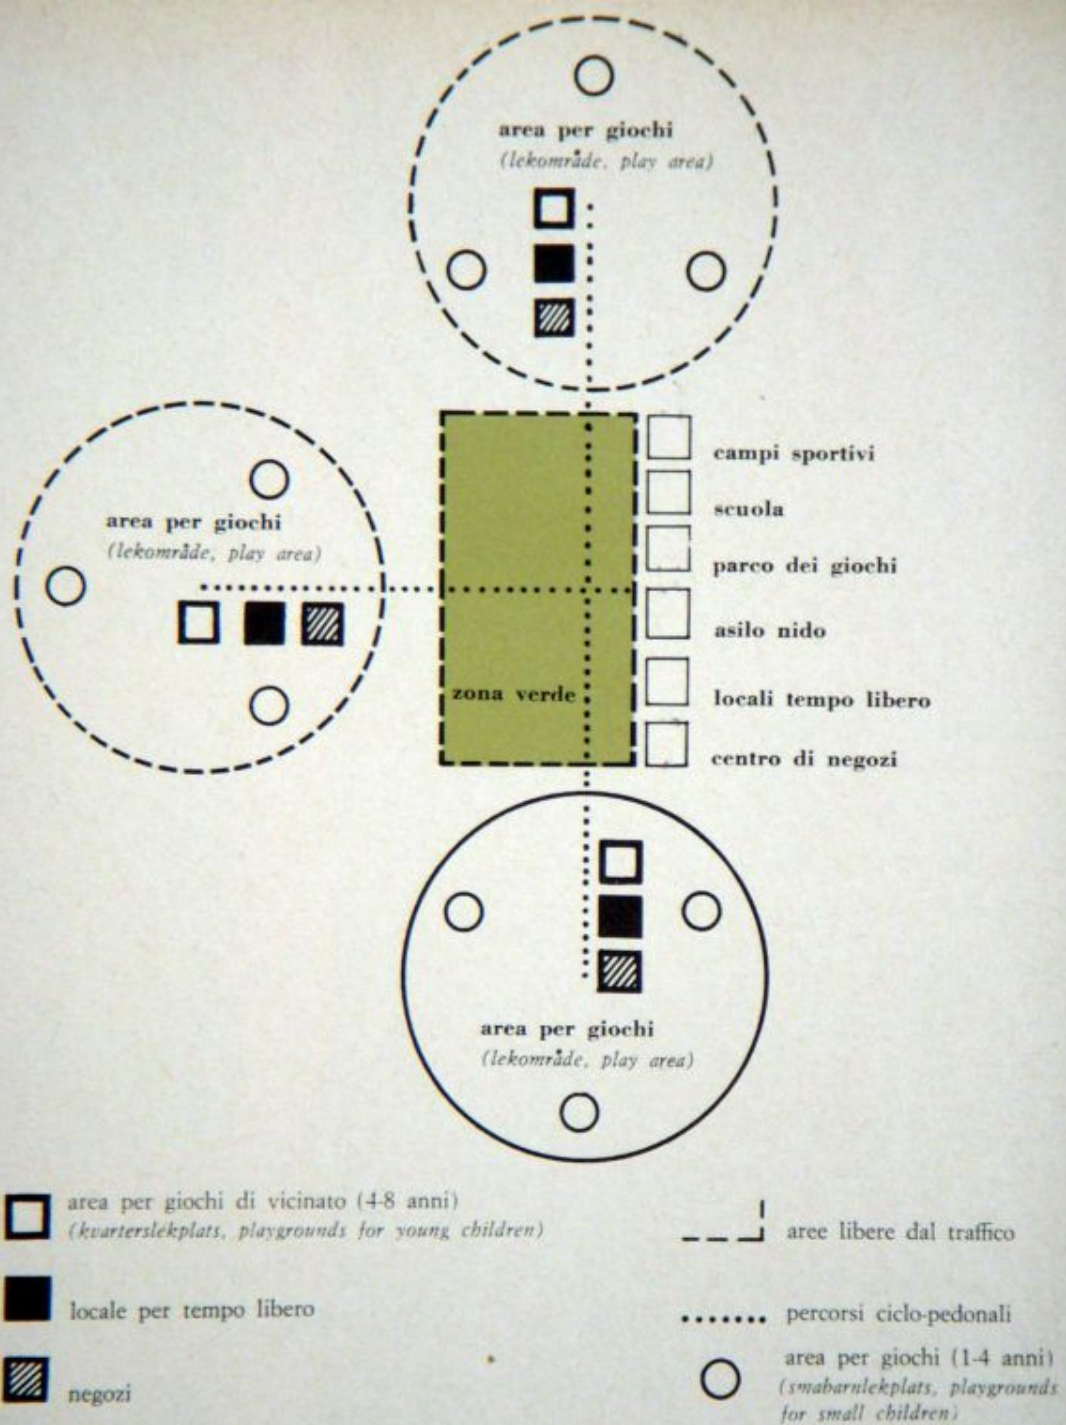 area per giochi
(lekområde, play area)
area per giochi
(lekområde, play area)
zona verde
campi sportivi
scuola
parco dei giochi
asilo nido
locali tempo libero
centro di negozi
area per giochi
(lekområde, play area)
area per giochi di vicinato (4-8 anni)
(kvarterslekplats, playgrounds for young children)
locale per tempo libero
negozi
aree libere dal traffico
percorsi ciclo-pedonali
area per giochi (1-4 anni)
(smabarnlekplats, playgrounds
for small children)